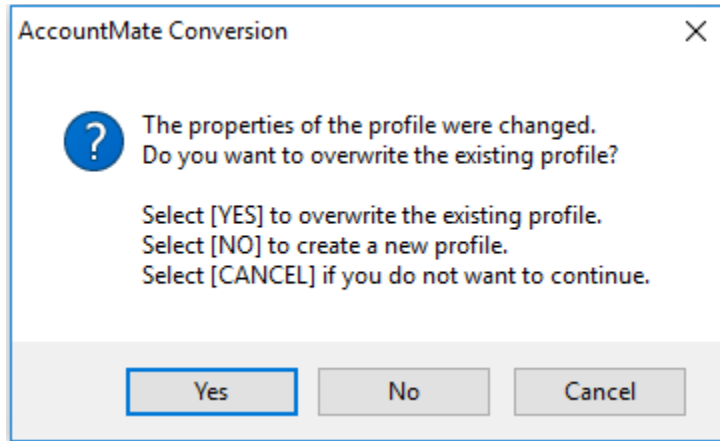 AccountMate Conversion
?
The properties of the profile were changed.
Do you want to overwrite the existing profile?
Select [YES] to overwrite the existing profile.
Select [NO] to create a new profile.
Select [CANCEL] if you do not want to continue.
Yes No Cancel